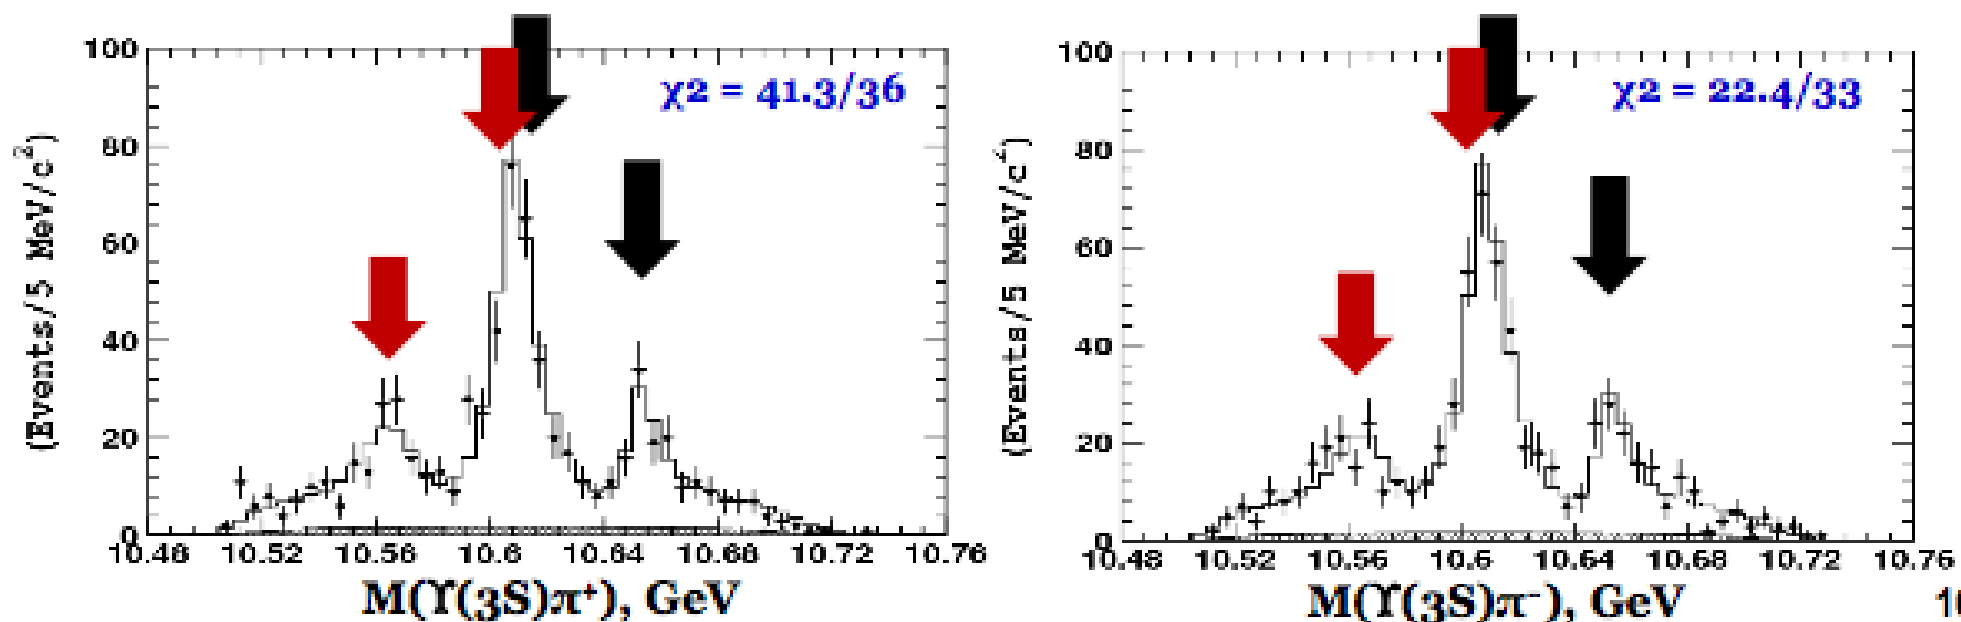 100
80
60
40
20
0
(Events/5 MeV/c²)
χ2 = 41.3/36
10.48 10.52 10.56 10.6 10.64 10.68 10.72 10.76
M(ϒ(3S)π⁺), GeV
100
80
60
40
20
0
(Events/5 MeV/c²)
χ2 = 22.4/33
10.48 10.52 10.56 10.6 10.64 10.68 10.72 10.76
M(ϒ(3S)π⁻), GeV